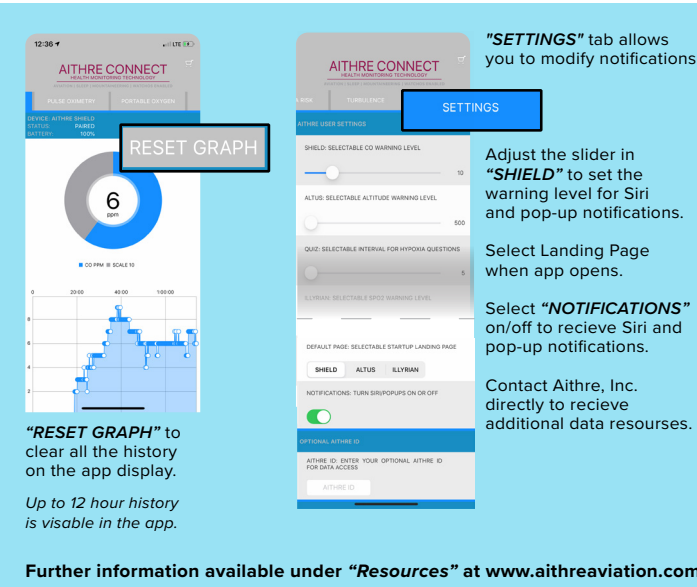 12:36
LTE
AITHRE CONNECT
HEALTH MONITORING TECHNOLOGY
PULSE OXIMETRY
PORTABLE OXYGEN
DEVICE: AITHRE SHIELD
STATUS: PAIRED
BATTERY: 100%
RESET GRAPH
6
ppm
CO PPM
SCALE 10
0 20:00 40:00 1:00:00
8
6
4
2
"RESET GRAPH" to
clear all the history
on the app display.
Up to 12 hour history
is visable in the app.
AITHRE CONNECT
HEALTH MONITORING TECHNOLOGY
RISK
TURBULENCE
SETTINGS
AITHRE USER SETTINGS
SHIELD: SELECTABLE CO WARNING LEVEL
10
ALTUS: SELECTABLE ALTITUDE WARNING LEVEL
500
QUIZ: SELECTABLE INTERVAL FOR HYPOXIA QUESTIONS
5
ILLYRIAN: SELECTABLE SPO2 WARNING LEVEL
DEFAULT PAGE: SELECTABLE STARTUP LANDING PAGE
SHIELD ALTUS ILLYRIAN
NOTIFICATIONS: TURN SIRI/POPUPS ON OR OFF
OPTIONAL AITHRE ID
AITHRE ID: ENTER YOUR OPTIONAL AITHRE ID
FOR DATA ACCESS
AITHRE ID
"SETTINGS" tab allows
you to modify notifications
Adjust the slider in
"SHIELD" to set the
warning level for Siri
and pop-up notifications.
Select Landing Page
when app opens.
Select "NOTIFICATIONS"
on/off to recieve Siri and
pop-up notifications.
Contact Aithre, Inc.
directly to recieve
additional data resourses.
Further information available under "Resources" at www.aithreaviation.com